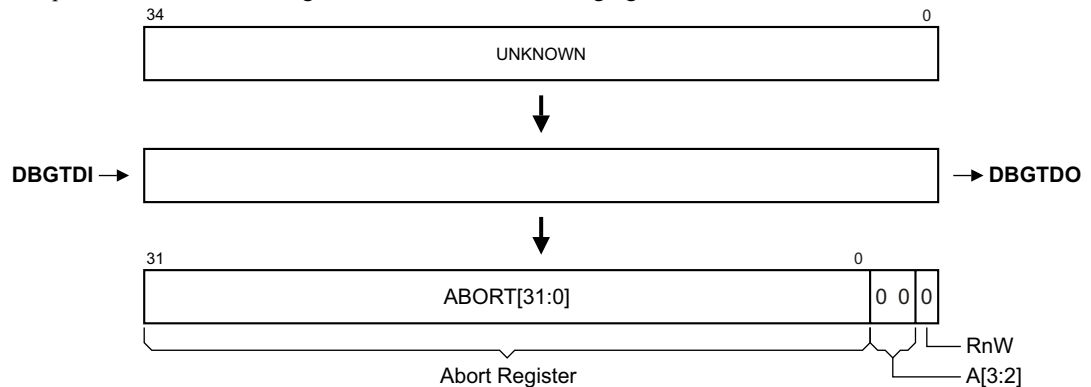 34 0
UNKNOWN
DBGTDI DBGTDO
31 0
ABORT[31:0] 0 0 0
RnW
Abort Register A[3:2]